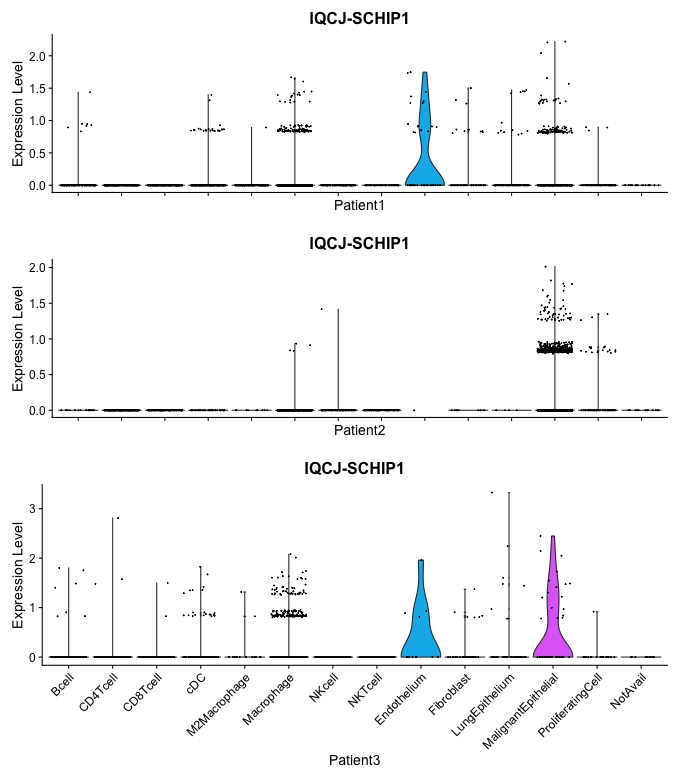 IQCJ-SCHIP1
Expression Level
2.0
1.5
1.0
0.5
0.0
Patient1
IQCJ-SCHIP1
Expression Level
2.0
1.5
1.0
0.5
0.0
Patient2
IQCJ-SCHIP1
Expression Level
3
2
1
0
Bcell
CD4Tcell
CD8Tcell
cDC
M2Macrophage
Macrophage
NKcell
NKTcell
Endothelium
Fibroblast
LungEpithelium
MalignantEpithelial
ProliferatingCell
NotAvail
Patient3